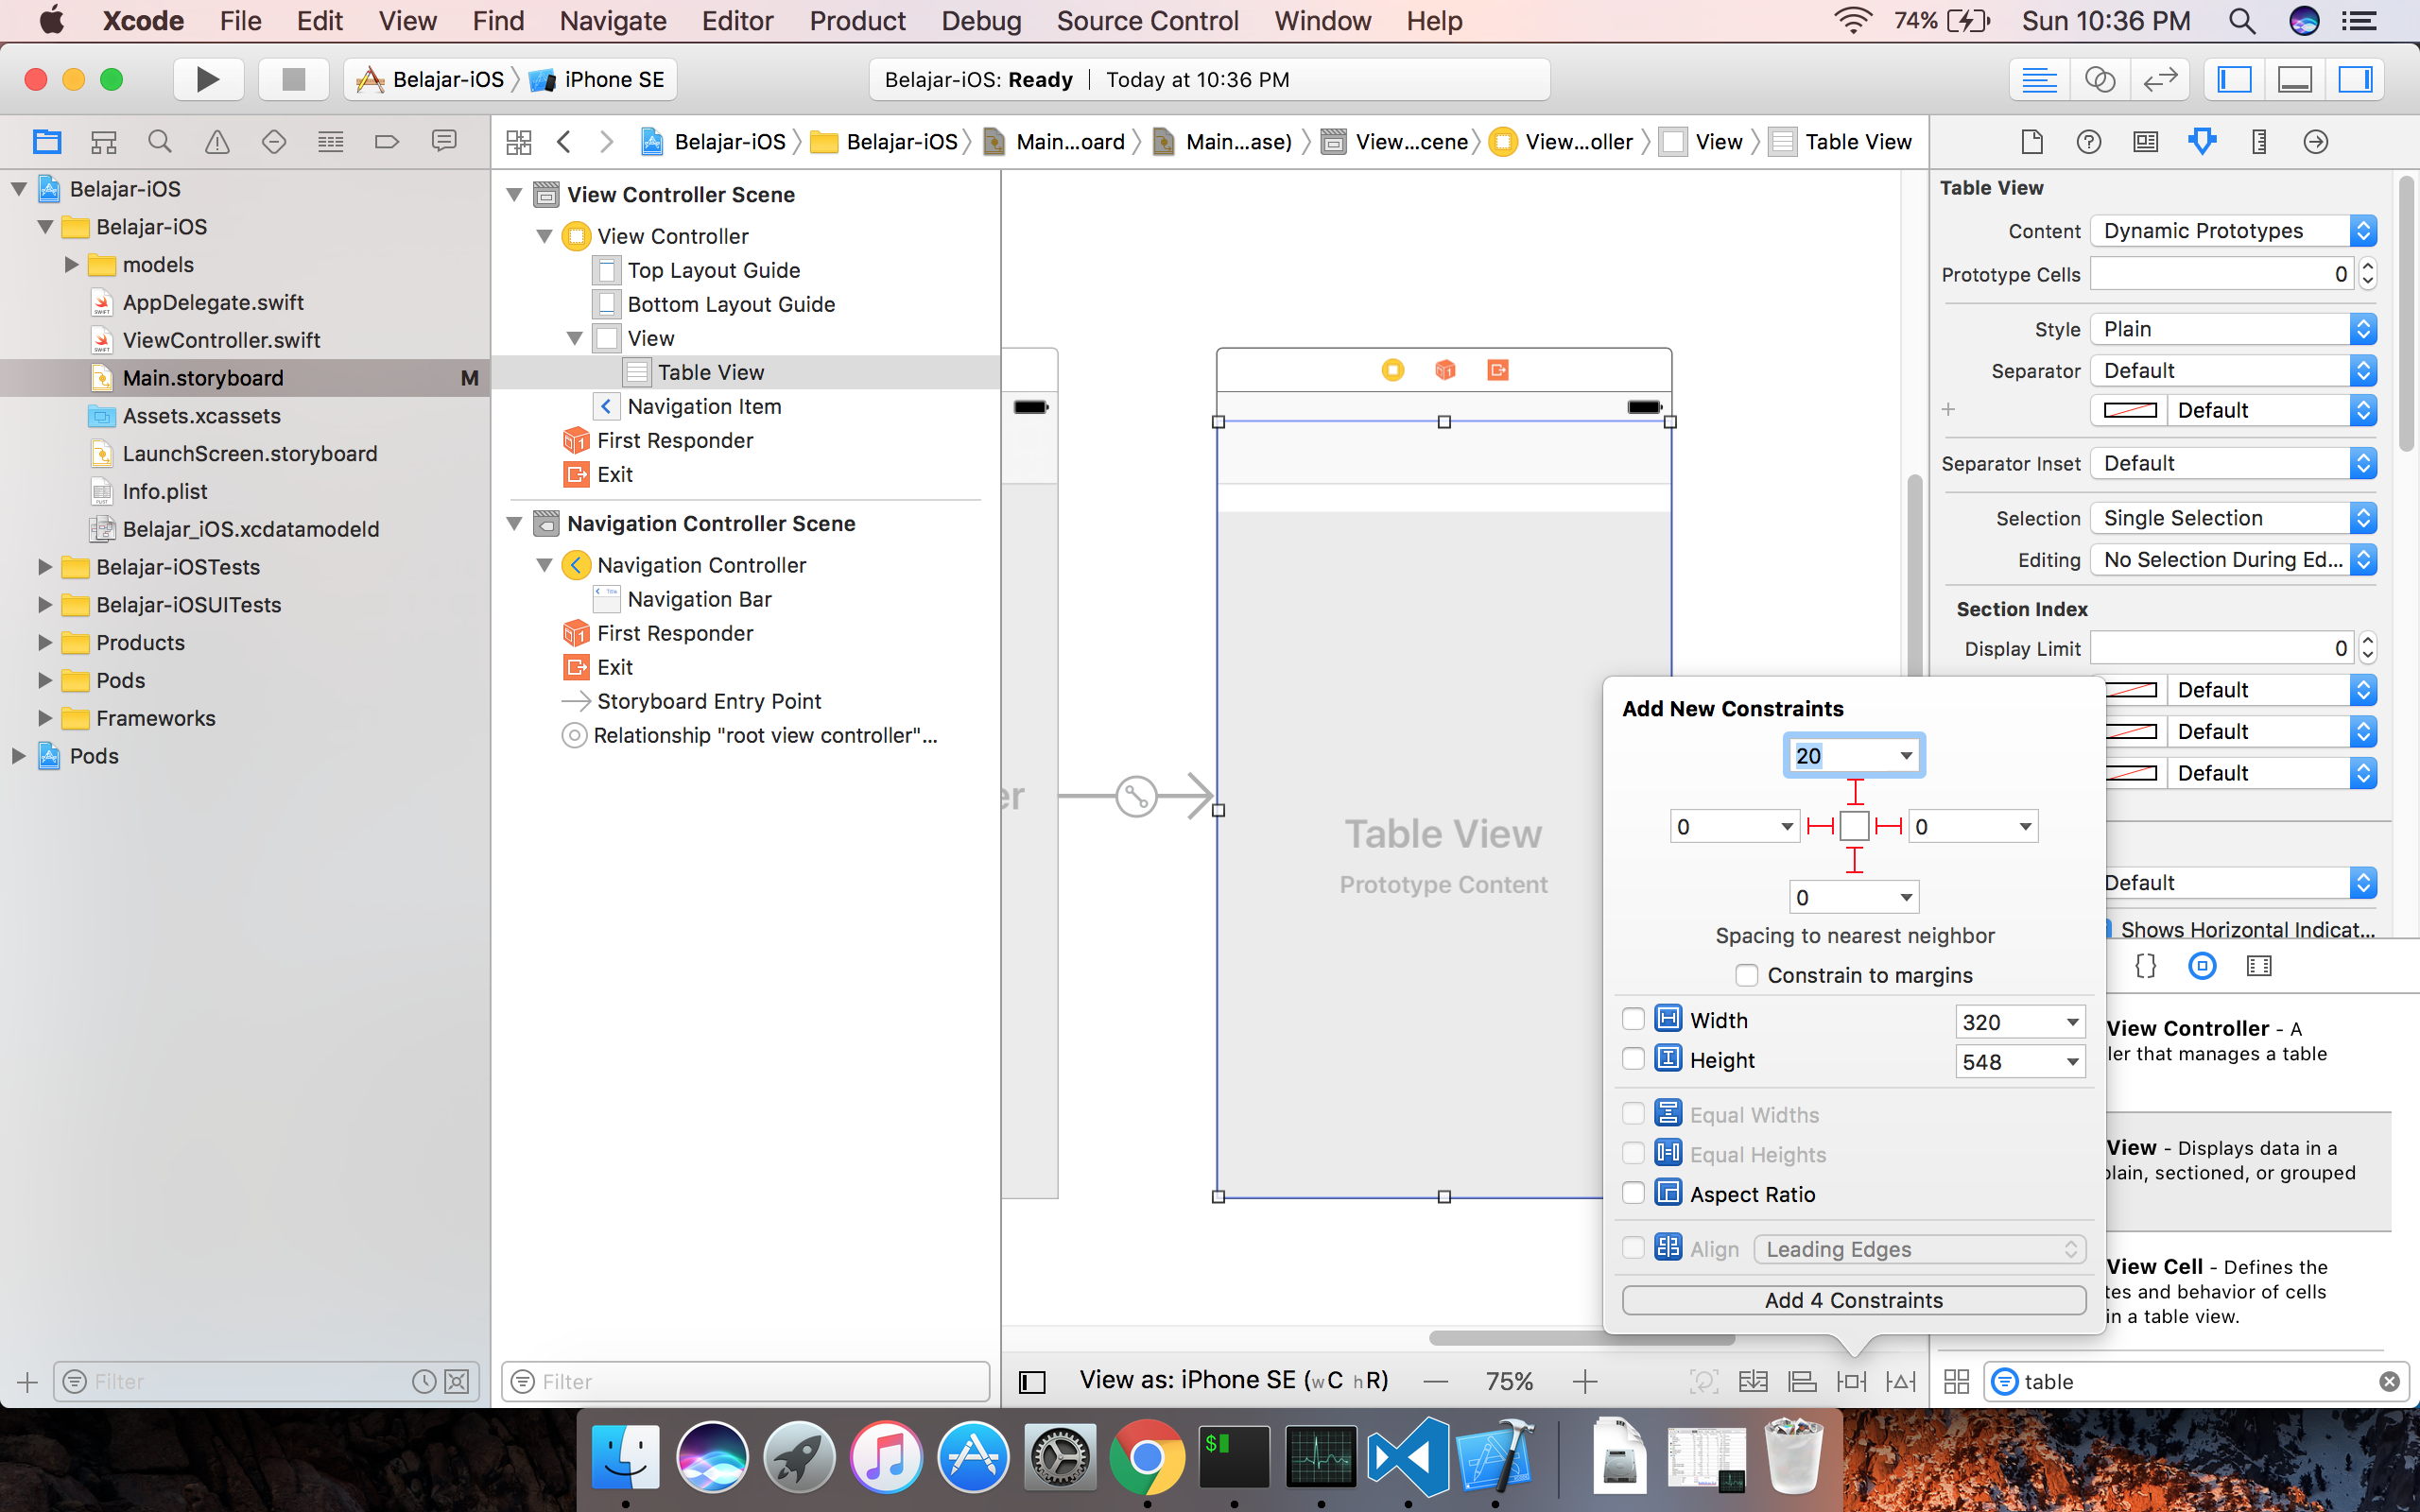 Xcode File Edit View Find Navigate Editor Product Debug Source Control Window Help 74% Sun 10:36 PM
Belajar-iOS iPhone SE Belajar-iOS: Ready Today at 10:36 PM
Belajar-iOS Belajar-iOS Main...oard Main...ase) View...cene View...oller View Table View
Belajar-iOS
Belajar-iOS
models
AppDelegate.swift
ViewController.swift
Main.storyboard M
Assets.xcassets
LaunchScreen.storyboard
Info.plist
Belajar_iOS.xcdatamodeld
Belajar-iOSTests
Belajar-iOSUITests
Products
Pods
Frameworks
Pods
Filter
View Controller Scene
View Controller
Top Layout Guide
Bottom Layout Guide
View
Table View
Navigation Item
First Responder
Exit
Navigation Controller Scene
Navigation Controller
Navigation Bar
First Responder
Exit
Storyboard Entry Point
Relationship "root view controller"...
Filter
er
Table View
Prototype Content
View as: iPhone SE (wC hR) 75%
Add New Constraints
20
0 0
0
Spacing to nearest neighbor
Constrain to margins
Width 320
Height 548
Equal Widths
Equal Heights
Aspect Ratio
Align Leading Edges
Add 4 Constraints
Table View
Content Dynamic Prototypes
Prototype Cells 0
Style Plain
Separator Default
Default
Separator Inset Default
Selection Single Selection
Editing No Selection During Ed...
Section Index
Display Limit 0
Default
Default
Default
Default
Shows Horizontal Indicat...
{}
View Controller - A
ler that manages a table
View - Displays data in a
plain, sectioned, or grouped
View Cell - Defines the
tes and behavior of cells
in a table view.
table
$